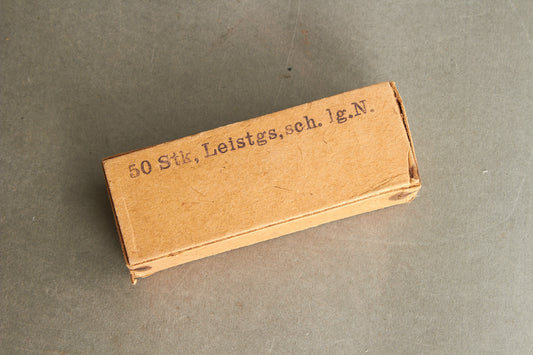 50 Stk, Leistgs,sch. lg.N.